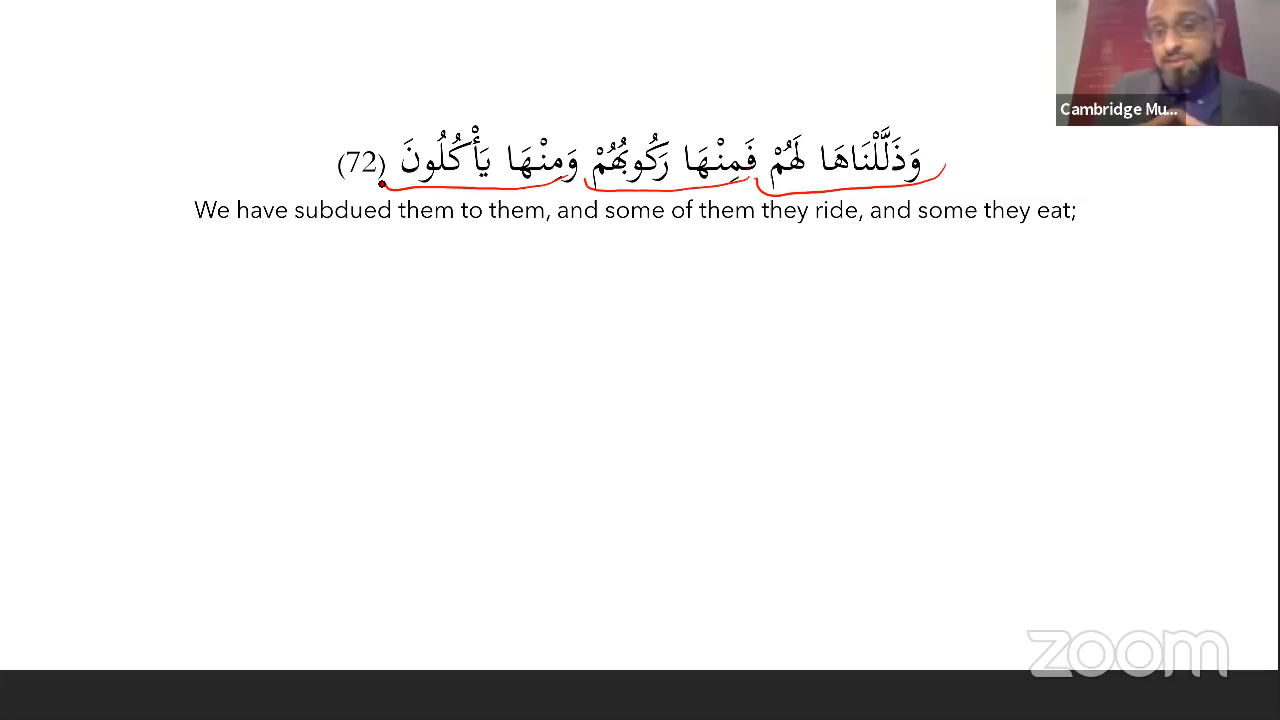 Cambridge Mu...
وَذَلَّلْنَاهَا لَهُمْ فَمِنْهَا رَكُوبُهُمْ وَمِنْهَا يَأْكُلُونَ (72)
We have subdued them to them, and some of them they ride, and some they eat;
zoom